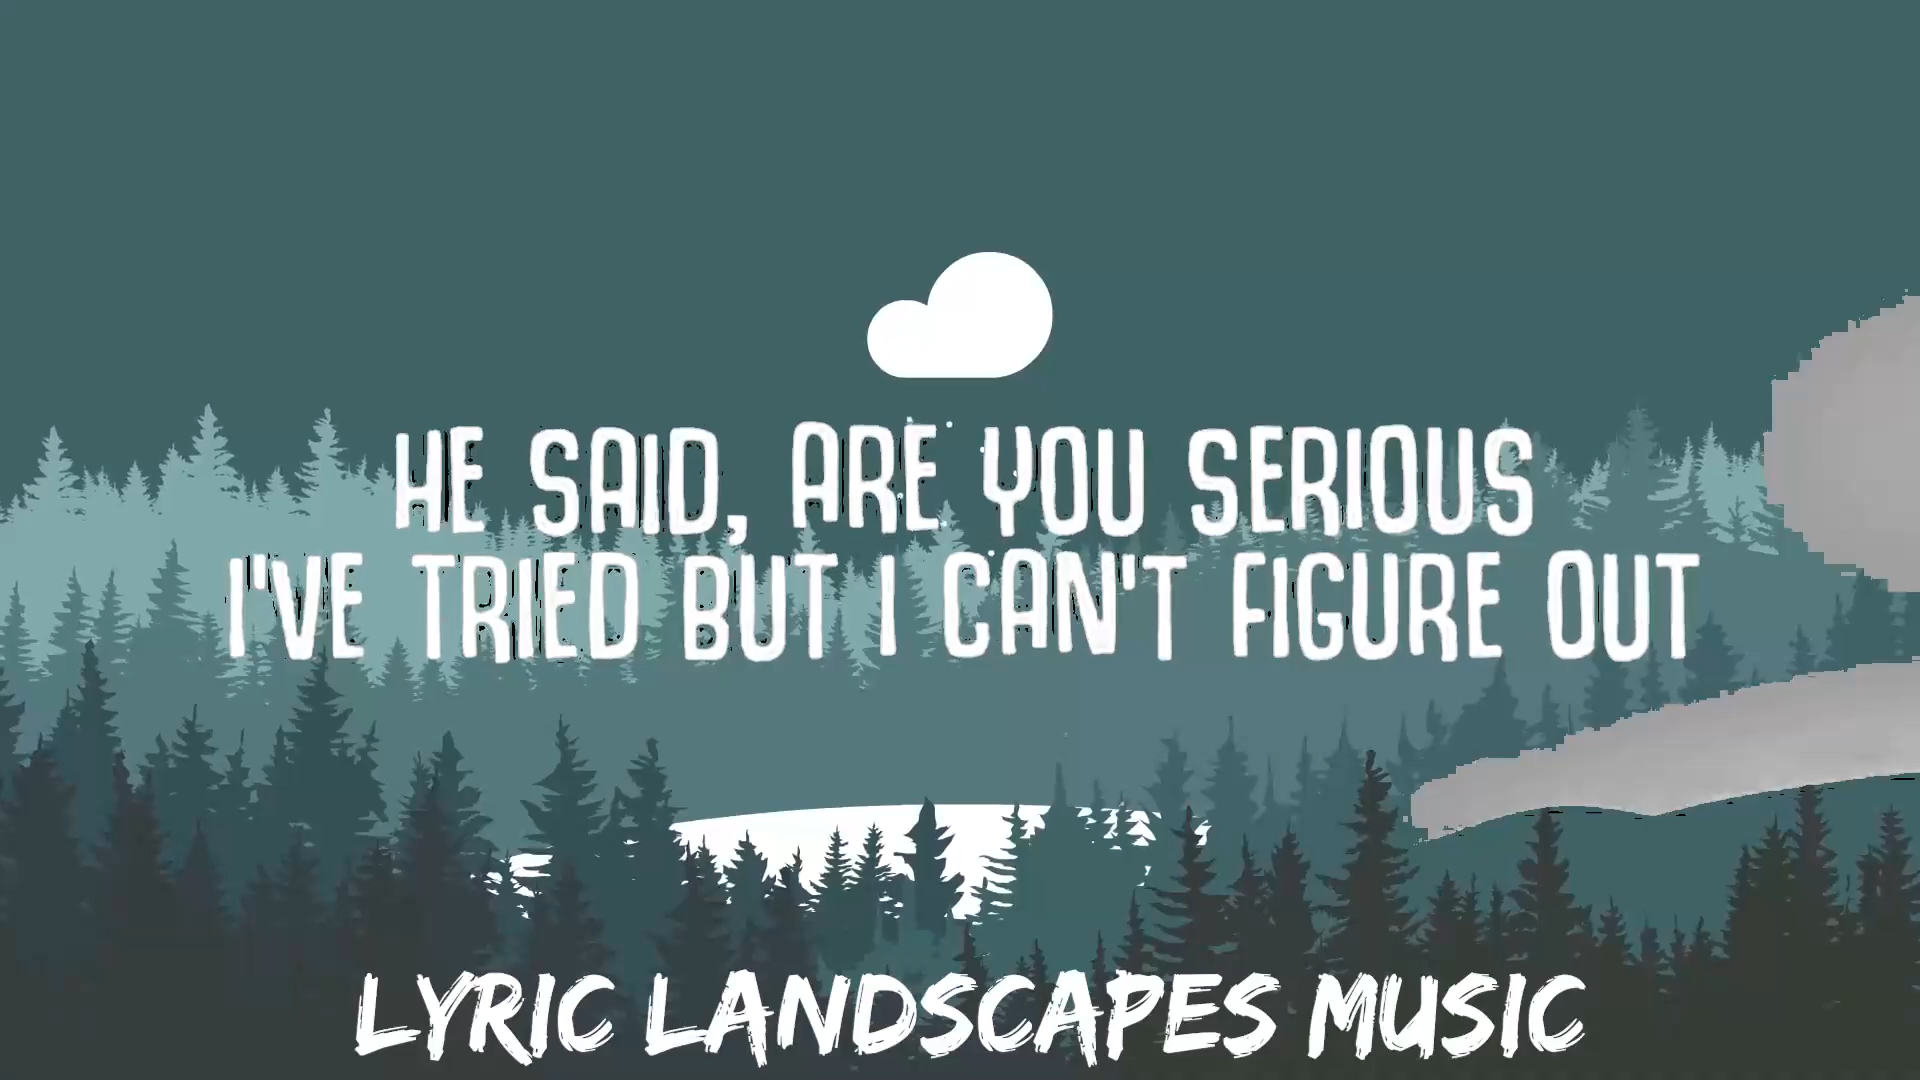 HE SAID, ARE YOU SERIOUS
I'VE TRIED BUT I CAN'T FIGURE OUT
LYRIC LANDSCAPES MUSIC